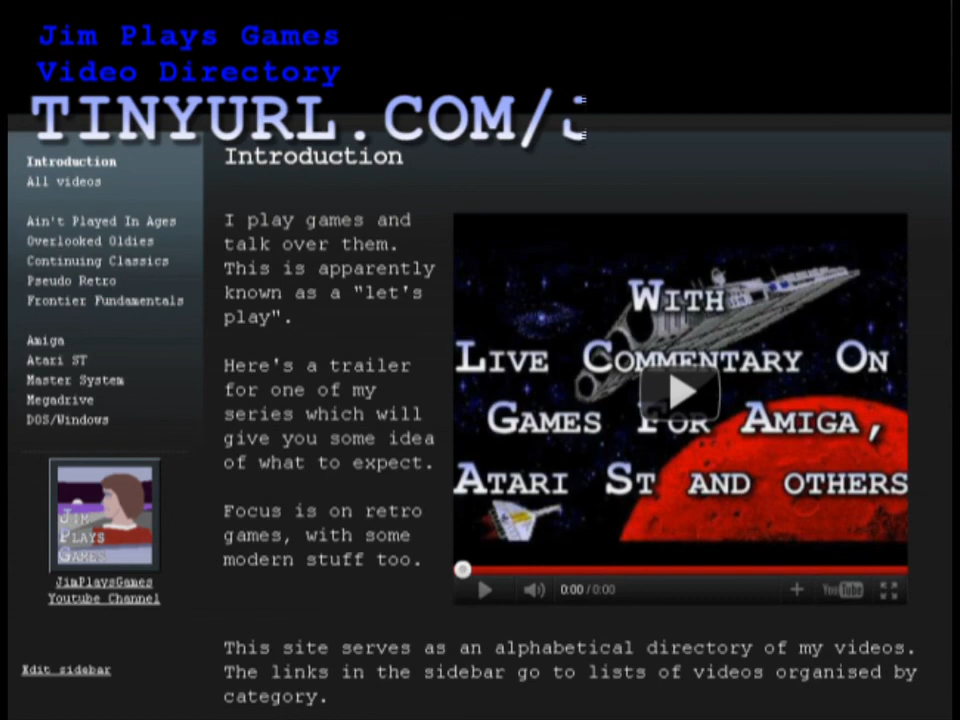 Jim Plays Games
Video Directory
TINYURL.COM/J
Introduction
All videos
Ain't Played In Ages
Overlooked Oldies
Continuing Classics
Pseudo Retro
Frontier Fundamentals
Amiga
Atari ST
Master System
Megadrive
DOS/Windows
JIM
PLAYS
GAMES
JimPlaysGames
Youtube Channel
Edit sidebar
Introduction
I play games and
talk over them.
This is apparently
known as a "let's
play".
Here's a trailer
for one of my
series which will
give you some idea
of what to expect.
Focus is on retro
games, with some
modern stuff too.
WITH
LIVE COMMENTARY ON
GAMES FOR AMIGA,
ATARI ST AND OTHERS
0:00 / 0:00
YouTube
This site serves as an alphabetical directory of my videos.
The links in the sidebar go to lists of videos organised by
category.